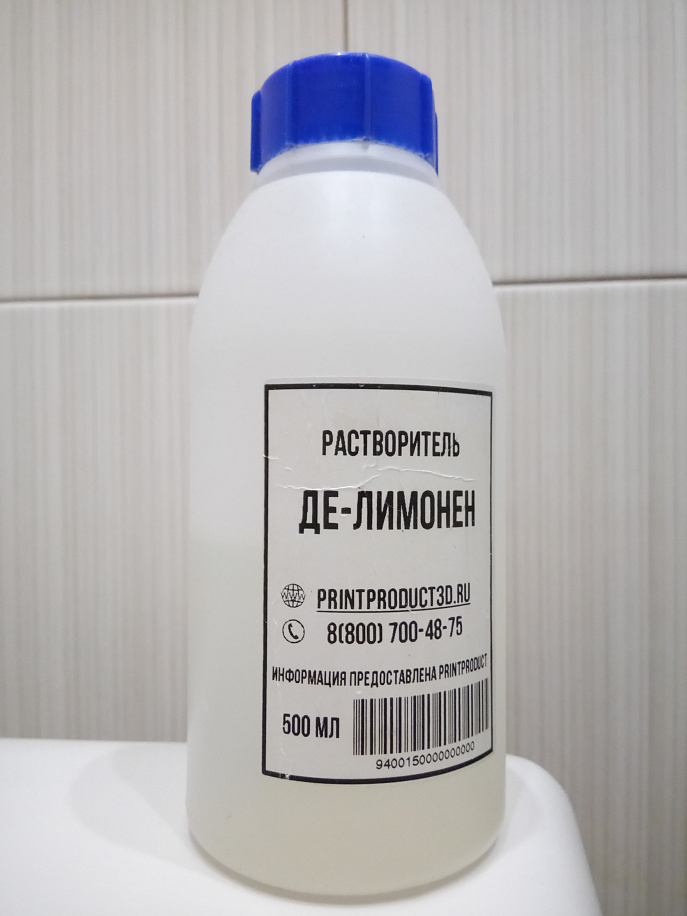 РАСТВОРИТЕЛЬ
ДЕ-ЛИМОНЕН
PRINTPRODUCT3D.RU
8(800) 700-48-75
ИНФОРМАЦИЯ ПРЕДОСТАВЛЕНА PRINTPRODUCT
500 МЛ
9400150000000000